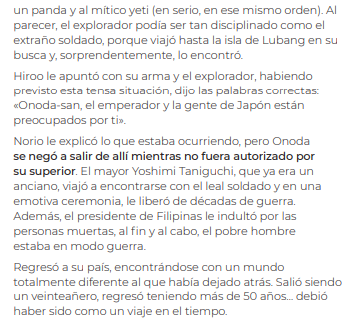 un panda y al mítico yeti (en serio, en ese mismo orden). Al
parecer, el explorador podía ser tan disciplinado como el
extraño soldado, porque viajó hasta la isla de Lubang en su
busca y, sorprendentemente, lo encontró.
Hiroo le apuntó con su arma y el explorador, habiendo
previsto esta tensa situación, dijo las palabras correctas:
«Onoda-san, el emperador y la gente de Japón están
preocupados por ti».
Norio le explicó lo que estaba ocurriendo, pero Onoda
se negó a salir de allí mientras no fuera autorizado por
su superior. El mayor Yoshimi Taniguchi, que ya era un
anciano, viajó a encontrarse con el leal soldado y en una
emotiva ceremonia, le liberó de décadas de guerra.
Además, el presidente de Filipinas le indultó por las
personas muertas, al fin y al cabo, el pobre hombre
estaba en modo guerra.
Regresó a su país, encontrándose con un mundo
totalmente diferente al que había dejado atrás. Salió siendo
un veinteañero, regresó teniendo más de 50 años... debió
haber sido como un viaje en el tiempo.